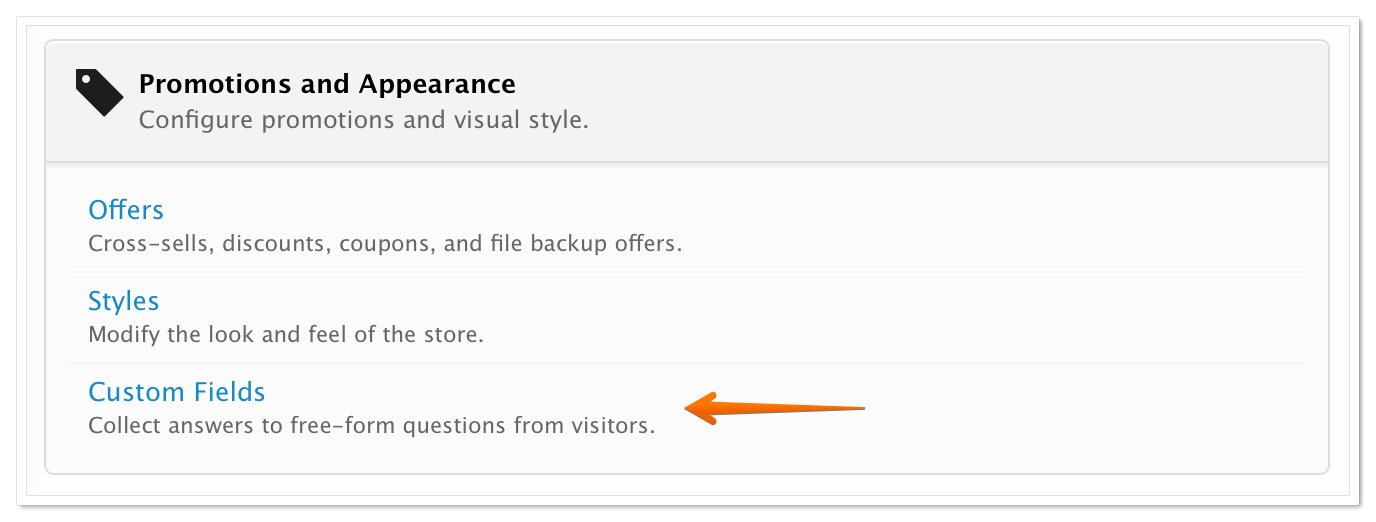 Promotions and Appearance
Configure promotions and visual style.
Offers
Cross-sells, discounts, coupons, and file backup offers.
Styles
Modify the look and feel of the store.
Custom Fields
Collect answers to free-form questions from visitors.